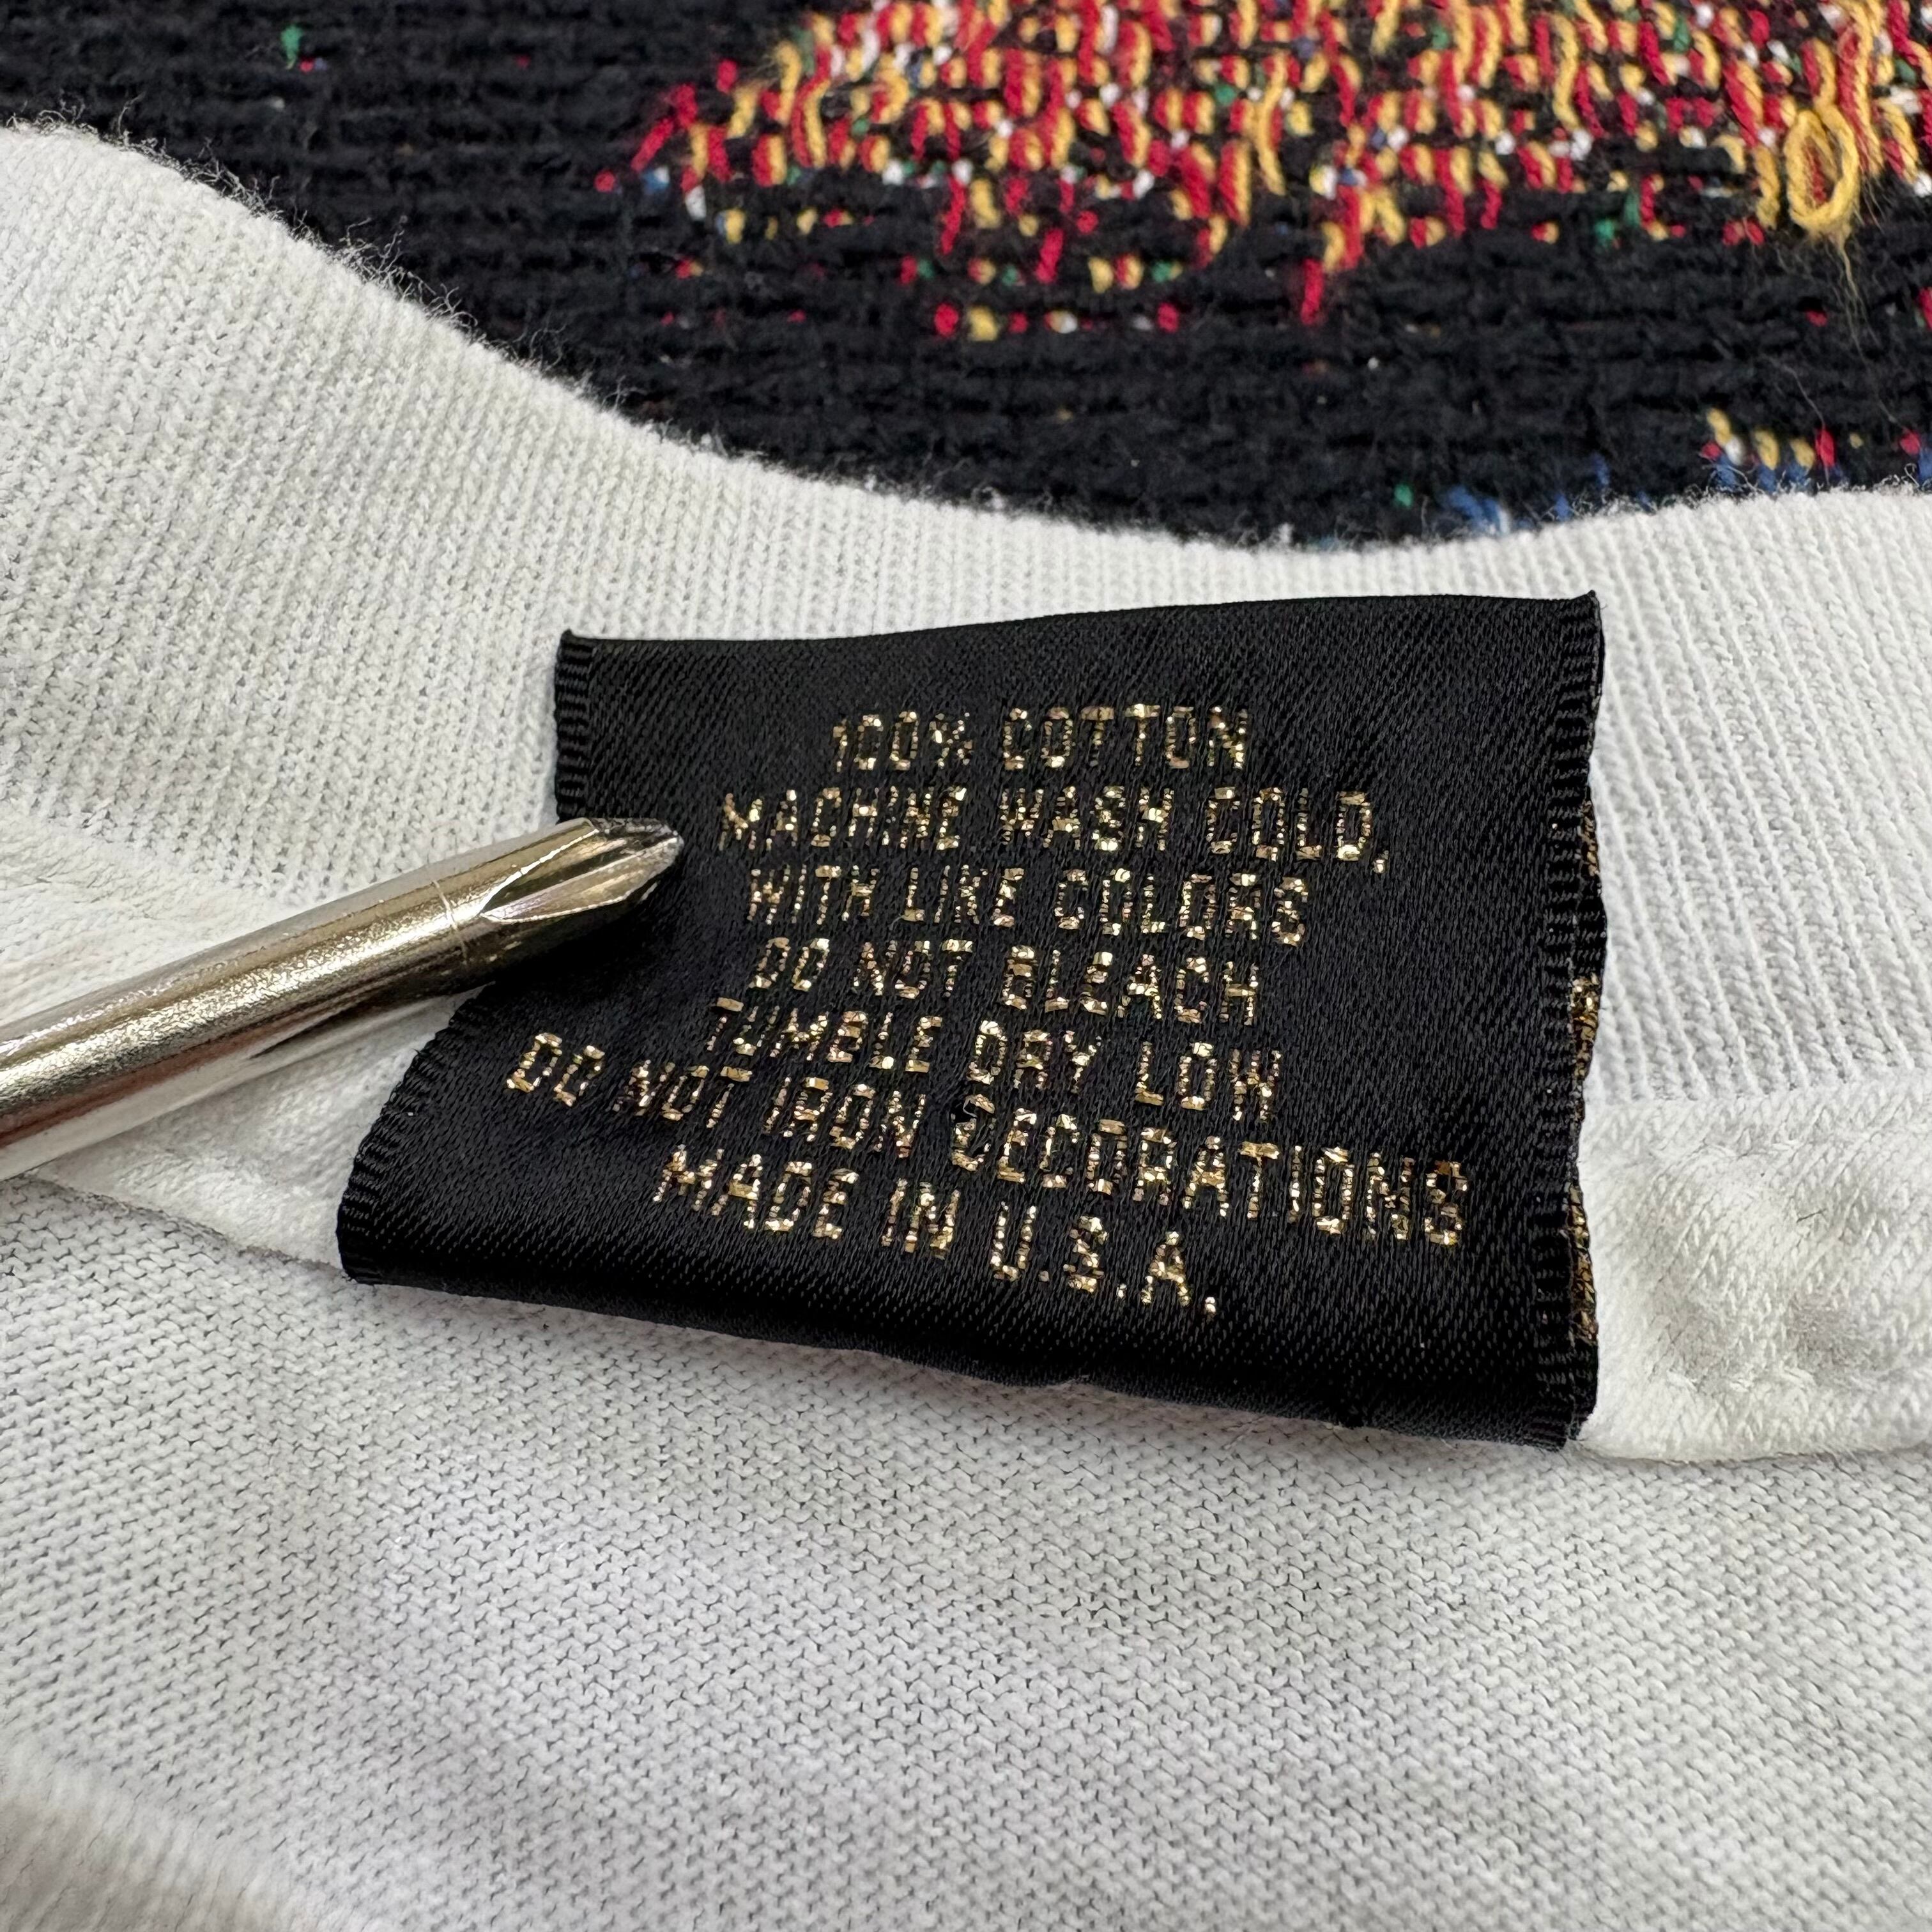 100% COTTON
MACHINE WASH COLD,
WITH LIKE COLORS
DO NOT BLEACH
TUMBLE DRY LOW
DO NOT IRON DECORATIONS
MADE IN U.S.A.